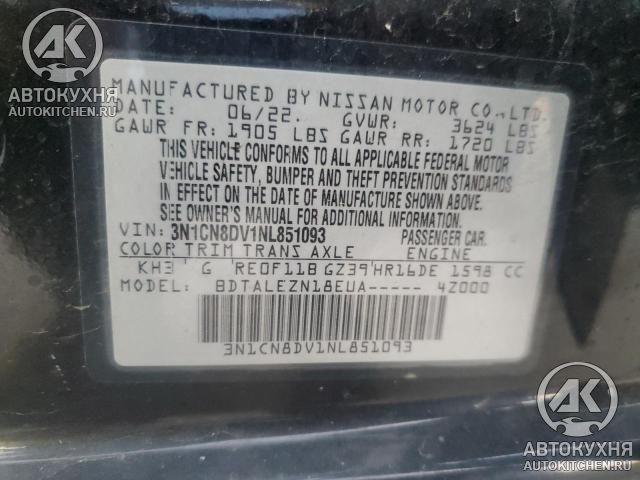 AK
АВТОКУХНЯ
AUTOKITCHEN.RU
MANUFACTURED BY NISSAN MOTOR CO.,LTD.
DATE: 06/22. GVWR: 3624 LBS
GAWR FR: 1905 LBS GAWR RR: 1720 LBS
THIS VEHICLE CONFORMS TO ALL APPLICABLE FEDERAL MOTOR
VEHICLE SAFETY, BUMPER AND THEFT PREVENTION STANDARDS
IN EFFECT ON THE DATE OF MANUFACTURE SHOWN ABOVE.
SEE OWNER'S MANUAL FOR ADDITIONAL INFORMATION
VIN: 3N1CN8DV1NL851093 PASSENGER CAR.
COLOR TRIM TRANS AXLE ENGINE
KH3 G RE0F11B GZ39 HR16DE 1598 CC
MODEL: BDTALEZN18EUA----- 4Z000
3N1CN8DV1NL851093
AK
АВТОКУХНЯ
AUTOKITCHEN.RU